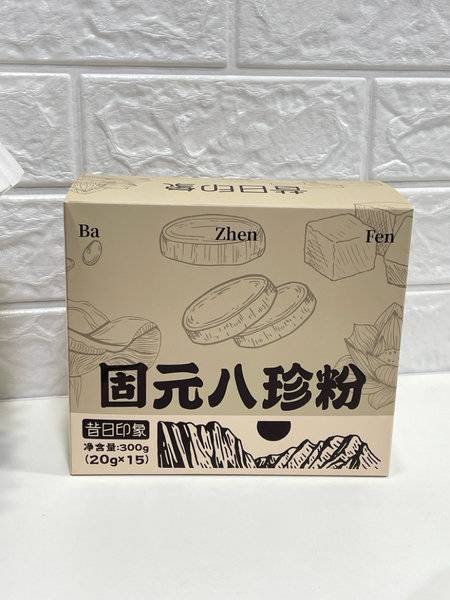 昔日印象
Ba Zhen Fen
固元八珍粉
昔日印象
净含量:300g
(20g×15)